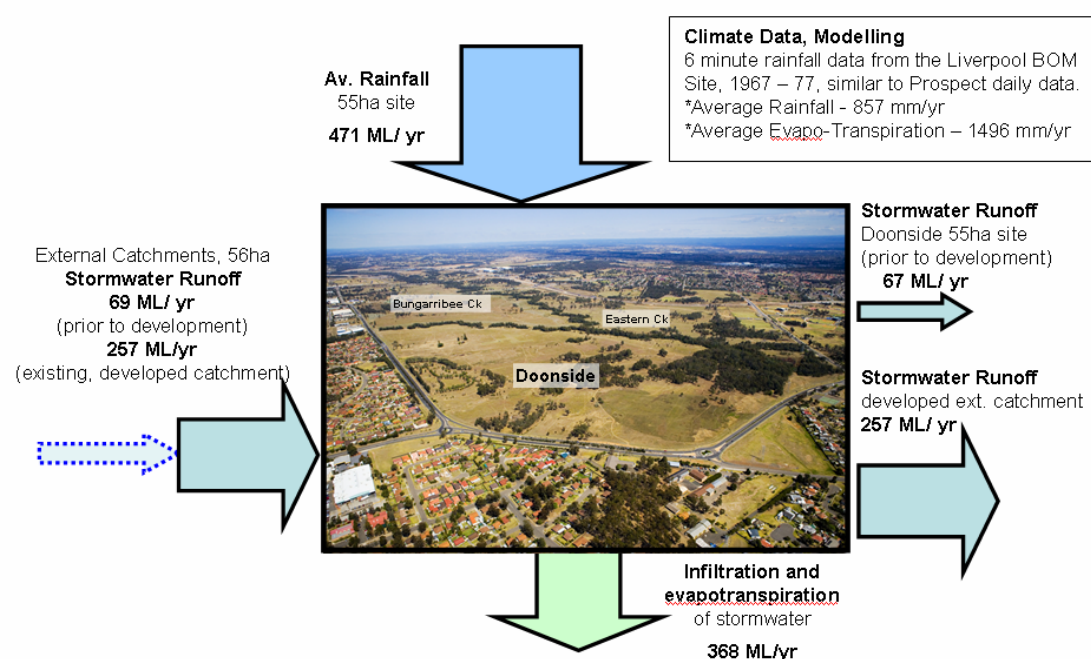 Climate Data, Modelling
6 minute rainfall data from the Liverpool BOM
Site, 1967 – 77, similar to Prospect daily data.
*Average Rainfall - 857 mm/yr
*Average Evapo-Transpiration – 1496 mm/yr
Av. Rainfall
55ha site
471 ML/ yr
External Catchments, 56ha
Stormwater Runoff
69 ML/ yr
(prior to development)
257 ML/yr
(existing, developed catchment)
Bungarribee Ck
Eastern Ck
Doonside
Stormwater Runoff
Doonside 55ha site
(prior to development)
67 ML/ yr
Stormwater Runoff
developed ext. catchment
257 ML/ yr
Infiltration and
evapotranspiration
of stormwater
368 ML/yr